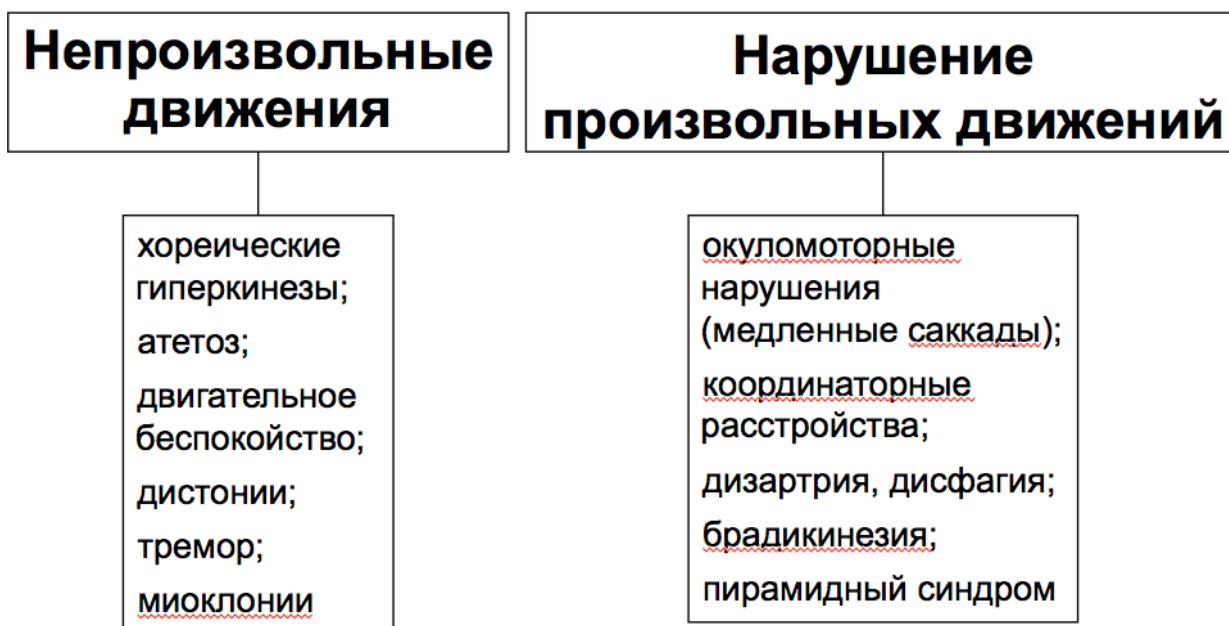 Непроизвольные
движения
хореические
гиперкинезы;
атетоз;
двигательное
беспокойство;
дистонии;
тремор;
миоклонии
Нарушение
произвольных движений
окуломоторные
нарушения
(медленные саккады);
координаторные
расстройства;
дизартрия, дисфагия;
брадикинезия;
пирамидный синдром